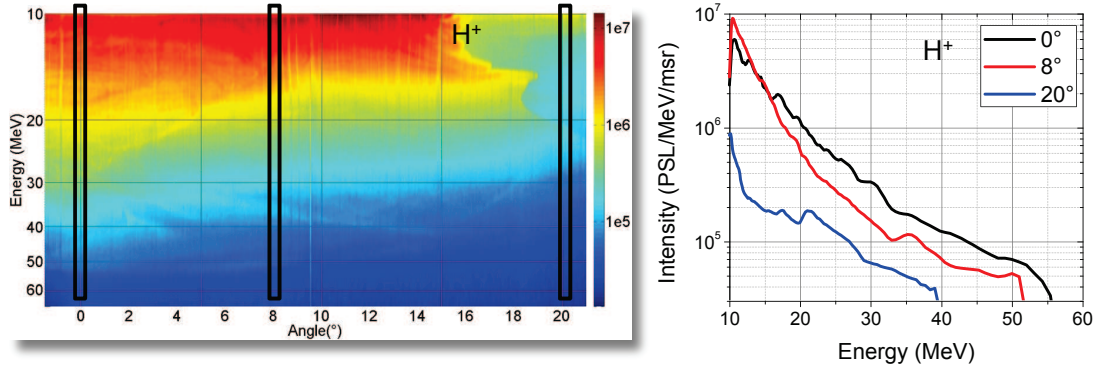 10
20
30
40
50
60
Energy (MeV)
H+
0 2 4 6 8 10 12 14 16 18 20
Angle(°)
1e7
1e6
1e5
H+
0°
8°
20°
10⁷
10⁶
10⁵
Intensity (PSL/MeV/msr)
10 20 30 40 50 60
Energy (MeV)